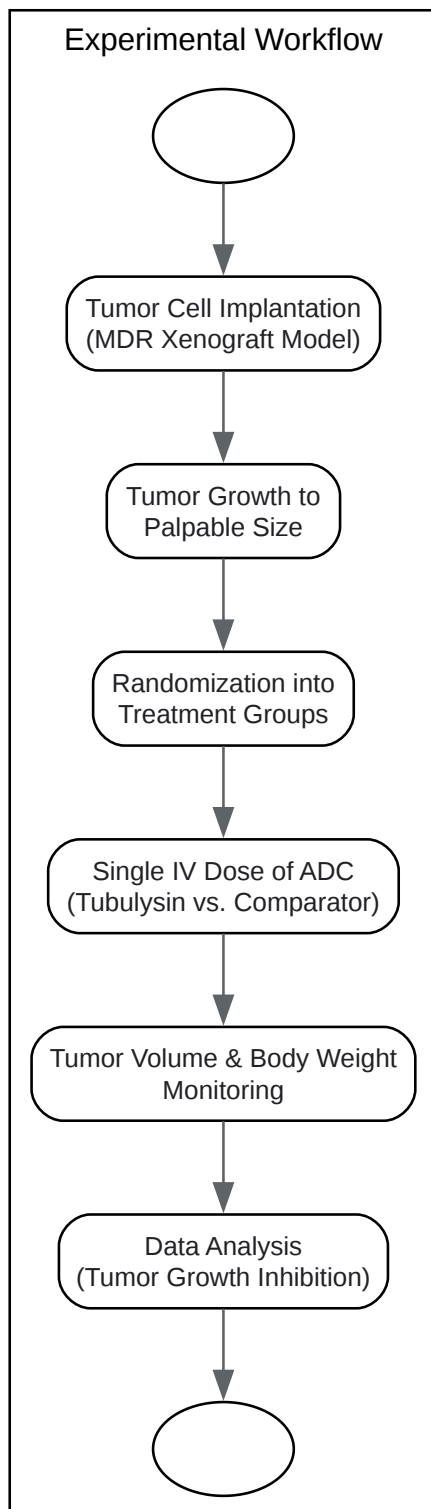 Experimental Workflow
Tumor Cell Implantation
(MDR Xenograft Model)
Tumor Growth to
Palpable Size
Randomization into
Treatment Groups
Single IV Dose of ADC
(Tubulysin vs. Comparator)
Tumor Volume & Body Weight
Monitoring
Data Analysis
(Tumor Growth Inhibition)